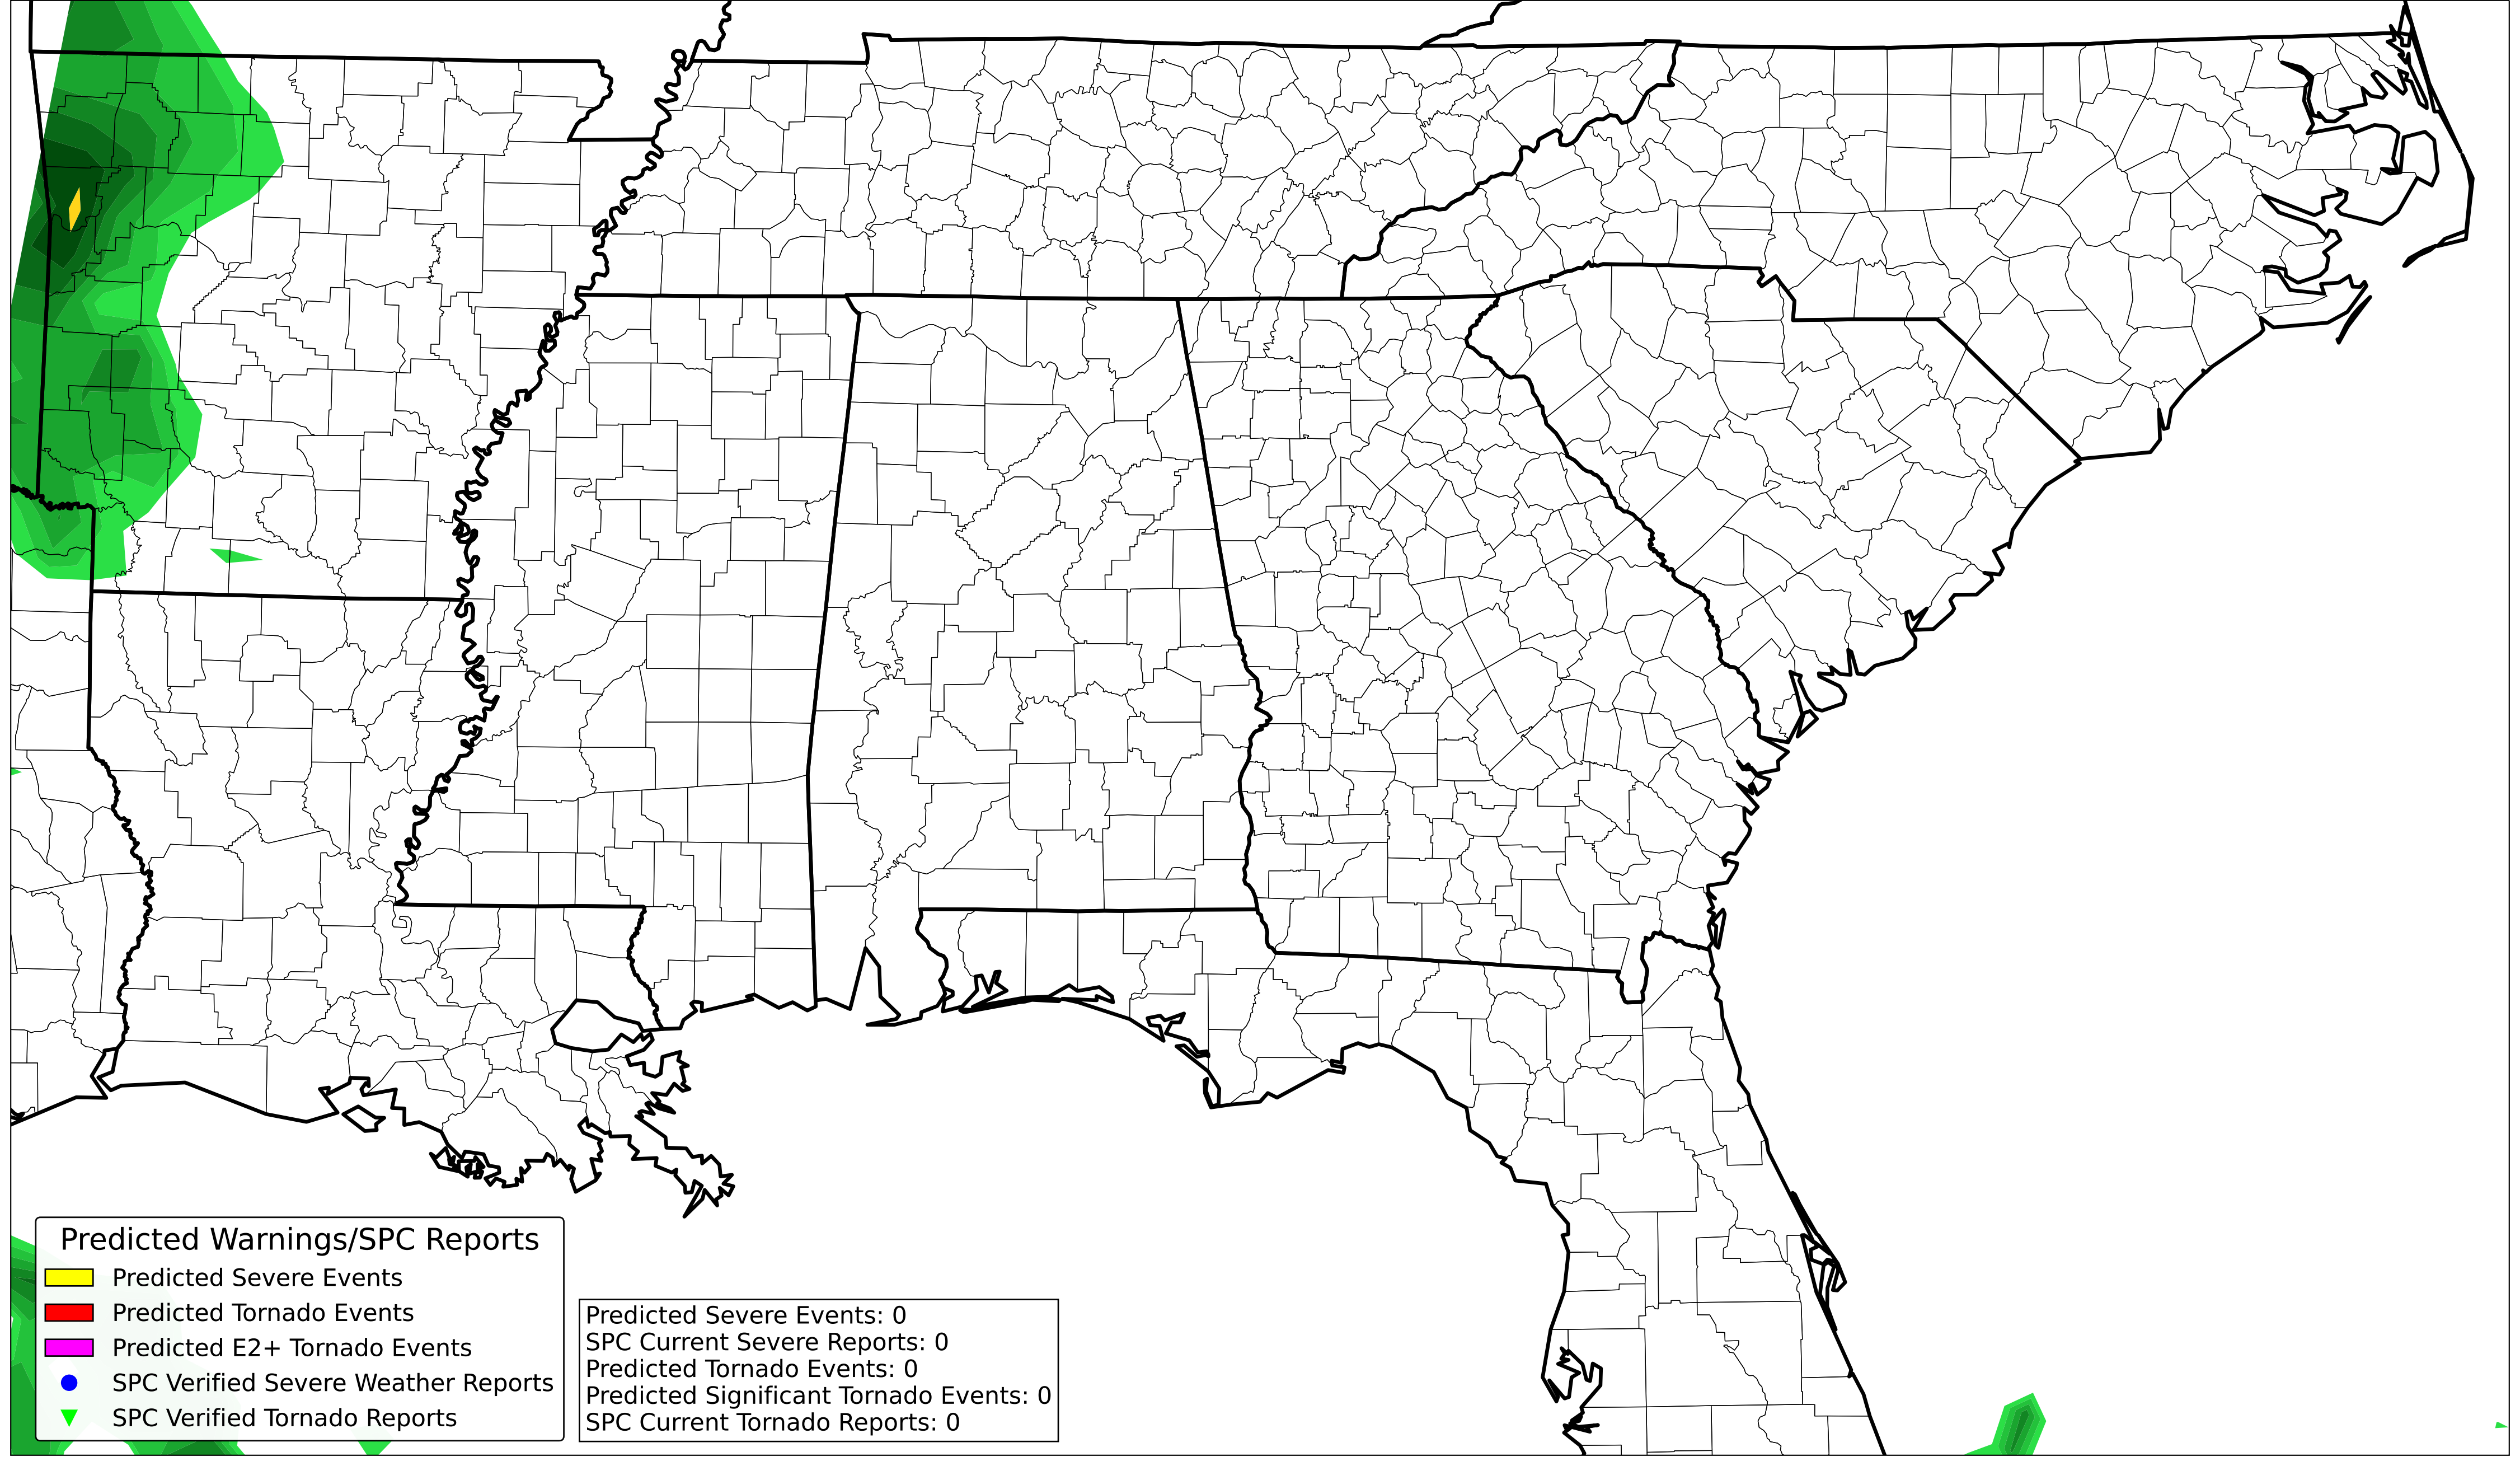 Predicted Warnings/SPC Reports
Predicted Severe Events
Predicted Tornado Events
Predicted E2+ Tornado Events
SPC Verified Severe Weather Reports
SPC Verified Tornado Reports
Predicted Severe Events: 0
SPC Current Severe Reports: 0
Predicted Tornado Events: 0
Predicted Significant Tornado Events: 0
SPC Current Tornado Reports: 0